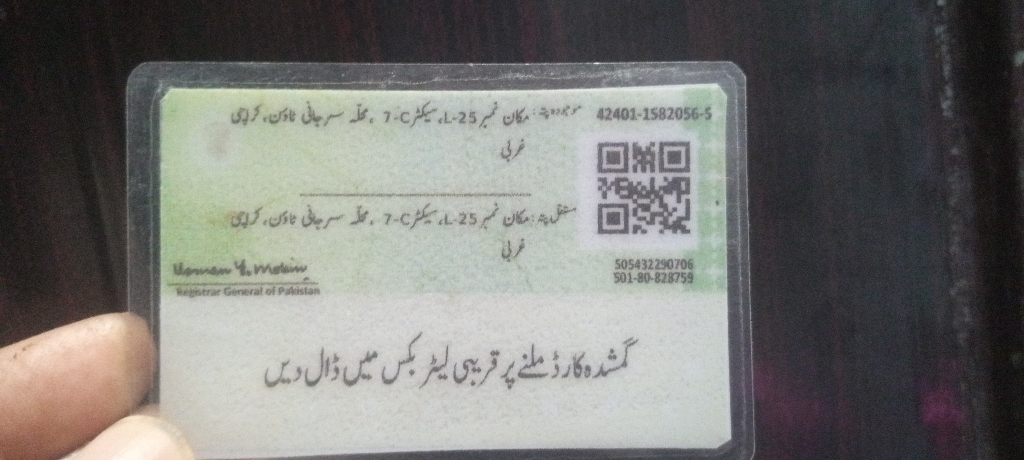 42401-1582056-5
موجودہ پتہ: مکان نمبر L-25، سیکٹر 7-C، محلّہ سرجانی ٹاؤن، کراچی
غربی
مستقل پتہ: مکان نمبر L-25، سیکٹر 7-C، محلّہ سرجانی ٹاؤن، کراچی
غربی
505432290706
501-80-828759
Registrar General of Pakistan
گمشدہ کارڈ ملنے پر قریبی لیٹر بکس میں ڈال دیں